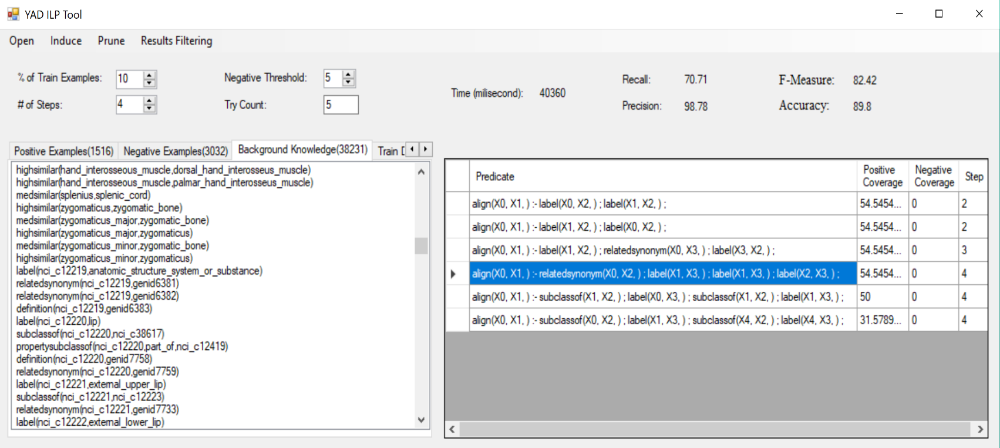 YAD ILP Tool
Open Induce Prune Results Filtering
% of Train Examples: 10 Negative Threshold: 5
# of Steps: 4 Try Count: 5
Time (milisecond): 40360
Recall: 70.71 F-Measure: 82.42
Precision: 98.78 Accuracy: 89.8
Positive Examples(1516) Negative Examples(3032) Background Knowledge(38231) Train
highsimilar(hand_interosseous_muscle,dorsal_hand_interosseus_muscle)
highsimilar(hand_interosseous_muscle,palmar_hand_interosseus_muscle)
medsimilar(splenius,splenic_cord)
highsimilar(zygomaticus,zygomatic_bone)
medsimilar(zygomaticus_major,zygomatic_bone)
highsimilar(zygomaticus_major,zygomaticus)
medsimilar(zygomaticus_minor,zygomatic_bone)
highsimilar(zygomaticus_minor,zygomaticus)
label(nci_c12219,anatomic_structure_system_or_substance)
relatedsynonym(nci_c12219,genid6381)
relatedsynonym(nci_c12219,genid6382)
definition(nci_c12219,genid6383)
label(nci_c12220,lip)
subclassof(nci_c12220,nci_c38617)
propertysubclassof(nci_c12220,part_of,nci_c12419)
definition(nci_c12220,genid7758)
relatedsynonym(nci_c12220,genid7759)
label(nci_c12221,external_upper_lip)
subclassof(nci_c12221,nci_c12223)
relatedsynonym(nci_c12221,genid7733)
label(nci_c12222,external_lower_lip)
Predicate Positive Coverage Negative Coverage Step
align(X0, X1, ) :- label(X0, X2, ) ; label(X1, X2, ) ; 54.5454... 0 2
align(X0, X1, ) :- label(X1, X2, ) ; label(X0, X2, ) ; 54.5454... 0 2
align(X0, X1, ) :- label(X1, X2, ) ; relatedsynonym(X0, X3, ) ; label(X3, X2, ) ; 54.5454... 0 3
align(X0, X1, ) :- relatedsynonym(X0, X2, ) ; label(X1, X3, ) ; label(X1, X3, ) ; label(X2, X3, ) ; 54.5454... 0 4
align(X0, X1, ) :- subclassof(X1, X2, ) ; label(X0, X3, ) ; subclassof(X1, X2, ) ; label(X1, X3, ) ; 50 0 4
align(X0, X1, ) :- subclassof(X0, X2, ) ; label(X1, X3, ) ; subclassof(X4, X2, ) ; label(X4, X3, ) ; 31.5789... 0 4